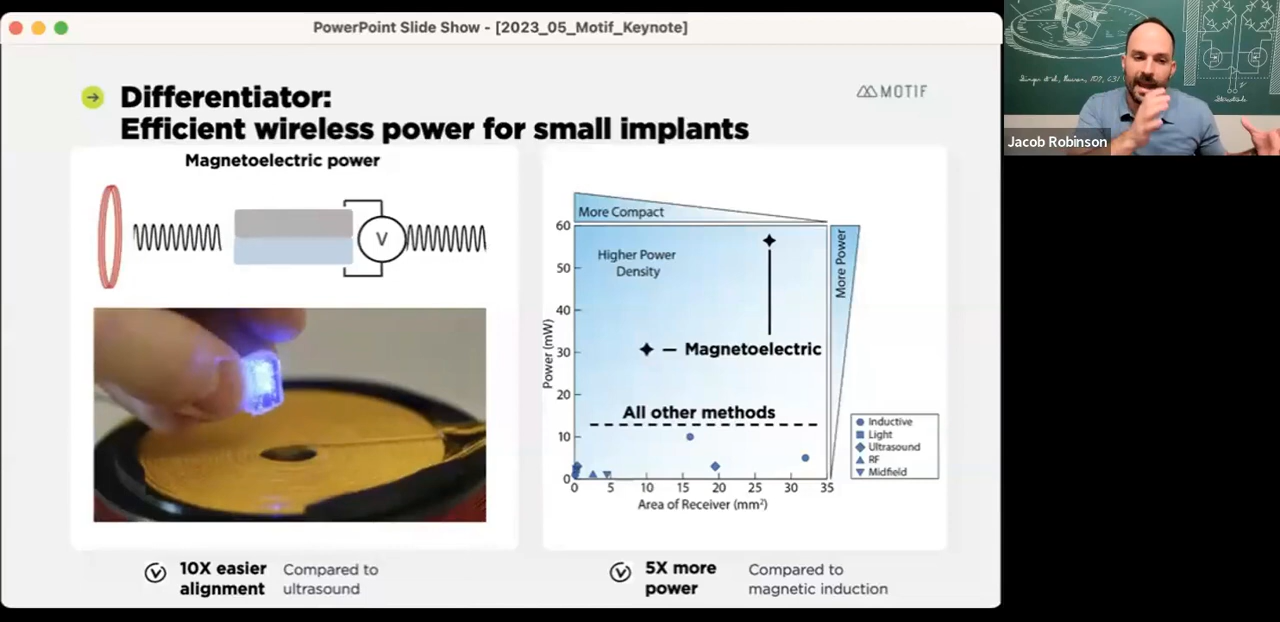 PowerPoint Slide Show - [2023_05_Motif_Keynote]
Differentiator:
Efficient wireless power for small implants
MOTIF
Magnetoelectric power
V
More Compact
60
50
40
30
20
10
0
Power (mW)
Higher Power
Density
More Power
Magnetoelectric
All other methods
0 5 10 15 20 25 30 35
Area of Receiver (mm²)
Inductive
Light
Ultrasound
RF
Midfield
10X easier
alignment
Compared to
ultrasound
5X more
power
Compared to
magnetic induction
Jacob Robinson